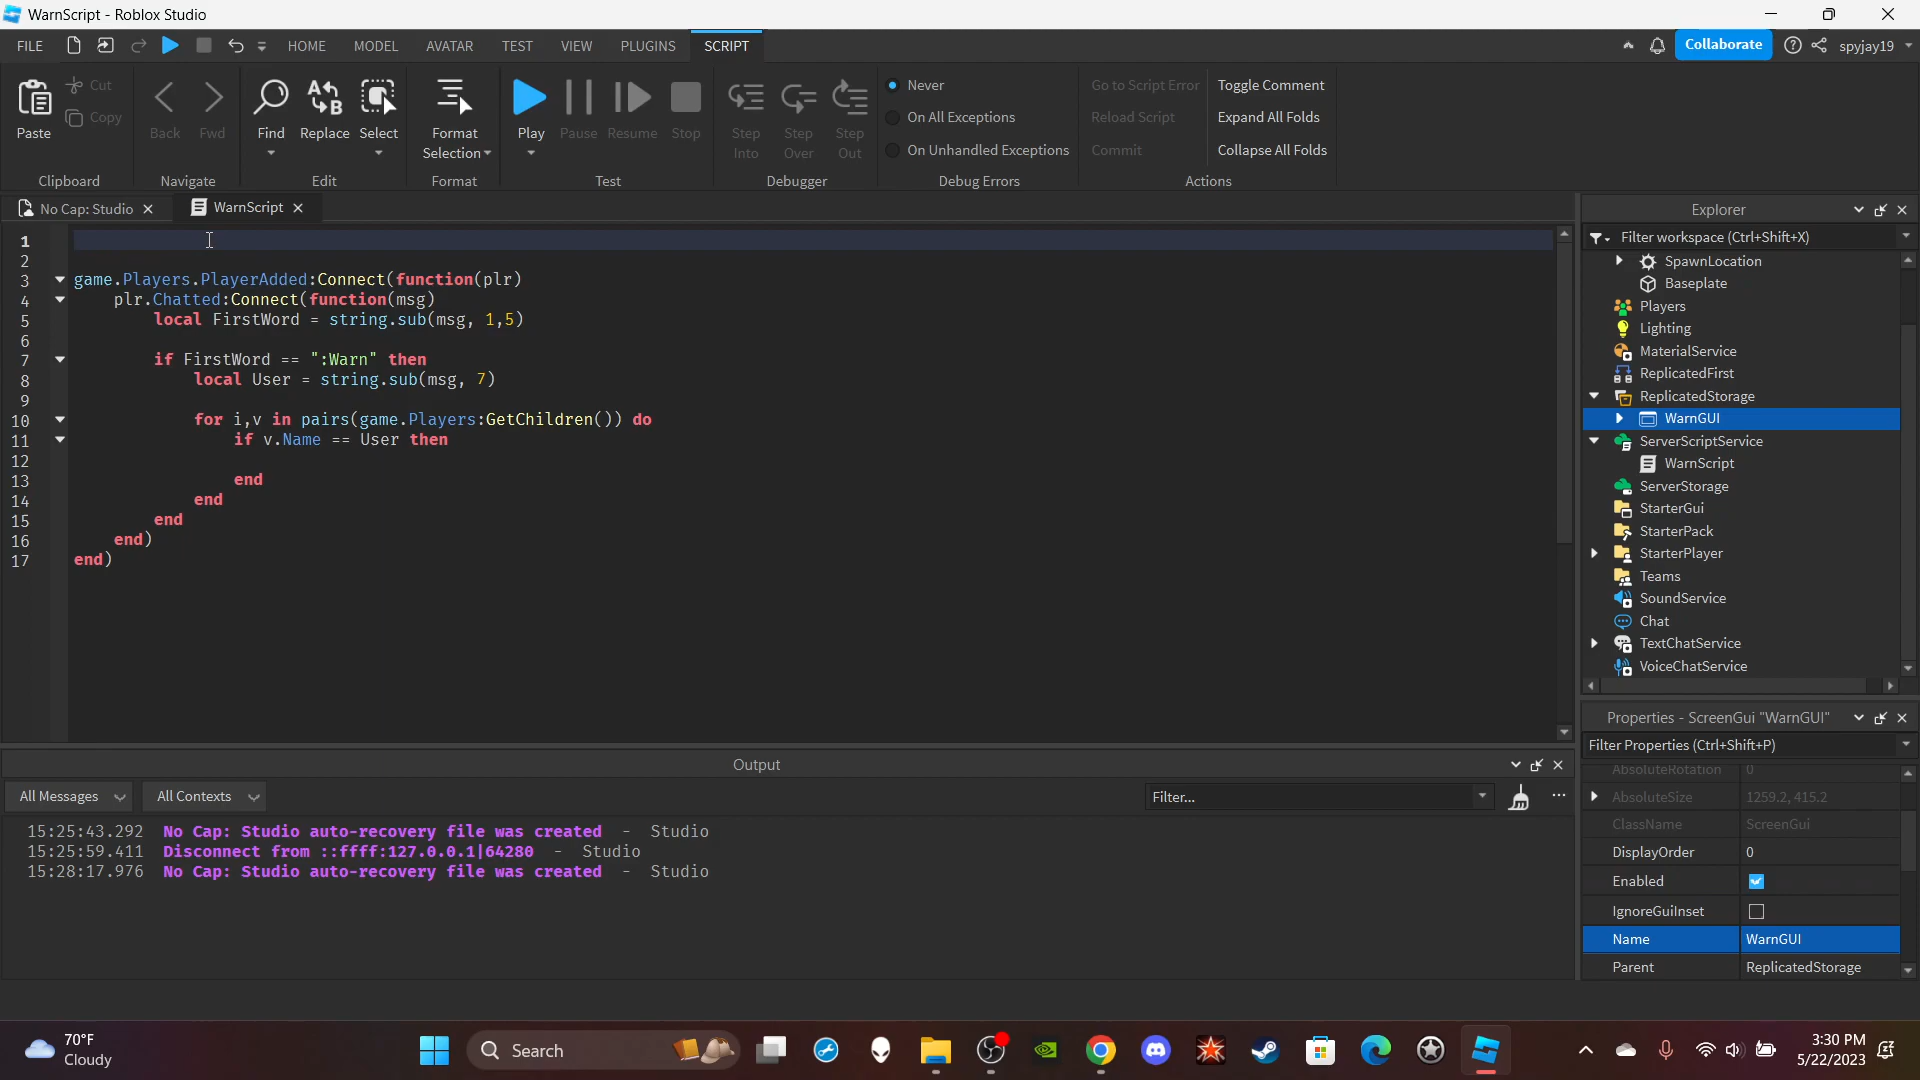 WarnScript - Roblox Studio
FILE HOME MODEL AVATAR TEST VIEW PLUGINS SCRIPT Collaborate spyjay19
Paste Cut Copy Back Fwd Find Replace Select Format Selection Play Pause Resume Stop Step Into Step Over Step Out
Never
On All Exceptions
On Unhandled Exceptions
Go to Script Error
Reload Script
Commit
Toggle Comment
Expand All Folds
Collapse All Folds
Clipboard Navigate Edit Format Test Debugger Debug Errors Actions
No Cap: Studio WarnScript
1
2
3 game.Players.PlayerAdded:Connect(function(plr)
4 plr.Chatted:Connect(function(msg)
5 local FirstWord = string.sub(msg, 1,5)
6
7 if FirstWord == ":Warn" then
8 local User = string.sub(msg, 7)
9
10 for i,v in pairs(game.Players:GetChildren()) do
11 if v.Name == User then
12
13 end
14 end
15 end
16 end)
17 end)
Explorer
Filter workspace (Ctrl+Shift+X)
SpawnLocation
Baseplate
Players
Lighting
MaterialService
ReplicatedFirst
ReplicatedStorage
WarnGUI
ServerScriptService
WarnScript
ServerStorage
StarterGui
StarterPack
StarterPlayer
Teams
SoundService
Chat
TextChatService
VoiceChatService
Properties - ScreenGui "WarnGUI"
Filter Properties (Ctrl+Shift+P)
AbsoluteRotation 0
AbsoluteSize 1259.2, 415.2
ClassName ScreenGui
DisplayOrder 0
Enabled
IgnoreGuiInset
Name WarnGUI
Parent ReplicatedStorage
Output
All Messages All Contexts Filter...
15:25:43.292 No Cap: Studio auto-recovery file was created - Studio
15:25:59.411 Disconnect from ::ffff:127.0.0.1|64280 - Studio
15:28:17.976 No Cap: Studio auto-recovery file was created - Studio
70°F
Cloudy
Search
3:30 PM
5/22/2023